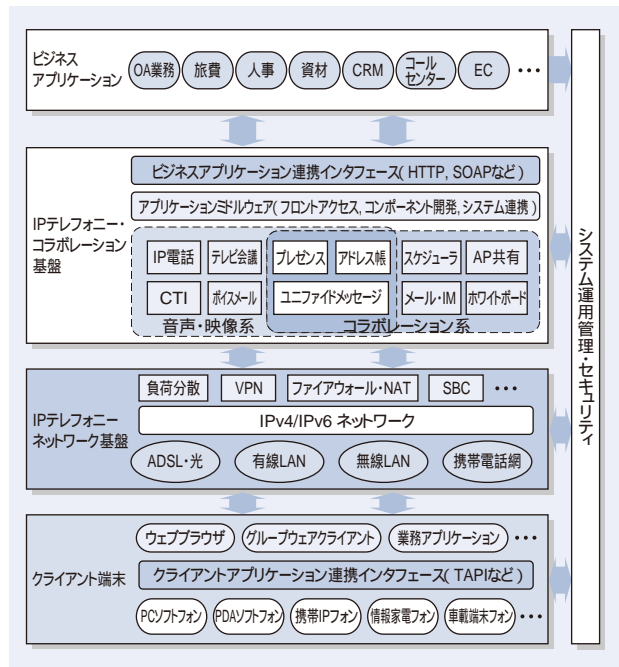 ビジネス
アプリケーション
OA業務 旅費 人事 資材 CRM コール
センター EC …
IPテレフォニー・
コラボレーション
基盤
ビジネスアプリケーション連携インタフェース(HTTP, SOAPなど)
アプリケーションミドルウェア(フロントアクセス, コンポーネント開発, システム連携)
IP電話 テレビ会議 プレゼンス アドレス帳 スケジューラ AP共有
CTI ボイスメール ユニファイドメッセージ メール・IM ホワイトボード
音声・映像系 コラボレーション系
IPテレフォニー
ネットワーク基盤
負荷分散 VPN ファイアウォール・NAT SBC …
IPv4/IPv6 ネットワーク
ADSL・光 有線LAN 無線LAN 携帯電話網
クライアント端末
ウェブブラウザ グループウェアクライアント 業務アプリケーション …
クライアントアプリケーション連携インタフェース(TAPIなど)
PCソフトフォン PDAソフトフォン 携帯IPフォン 情報家電フォン 車載端末フォン …
システム運用管理・セキュリティ